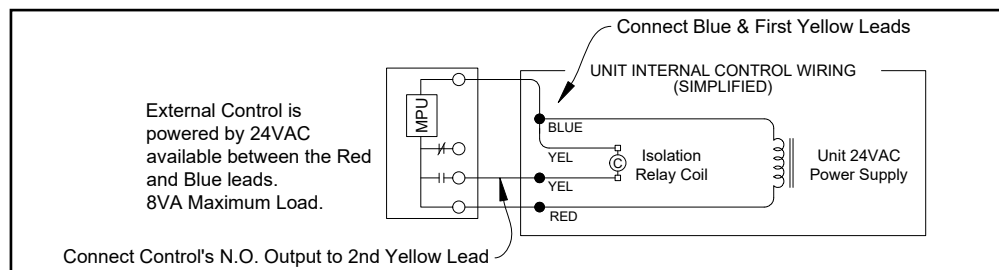 Connect Blue & First Yellow Leads
UNIT INTERNAL CONTROL WIRING
(SIMPLIFIED)
External Control is
powered by 24VAC
available between the Red
and Blue leads.
8VA Maximum Load.
MPU
BLUE
YEL
C
Isolation
Relay Coil
YEL
RED
Unit 24VAC
Power Supply
Connect Control's N.O. Output to 2nd Yellow Lead